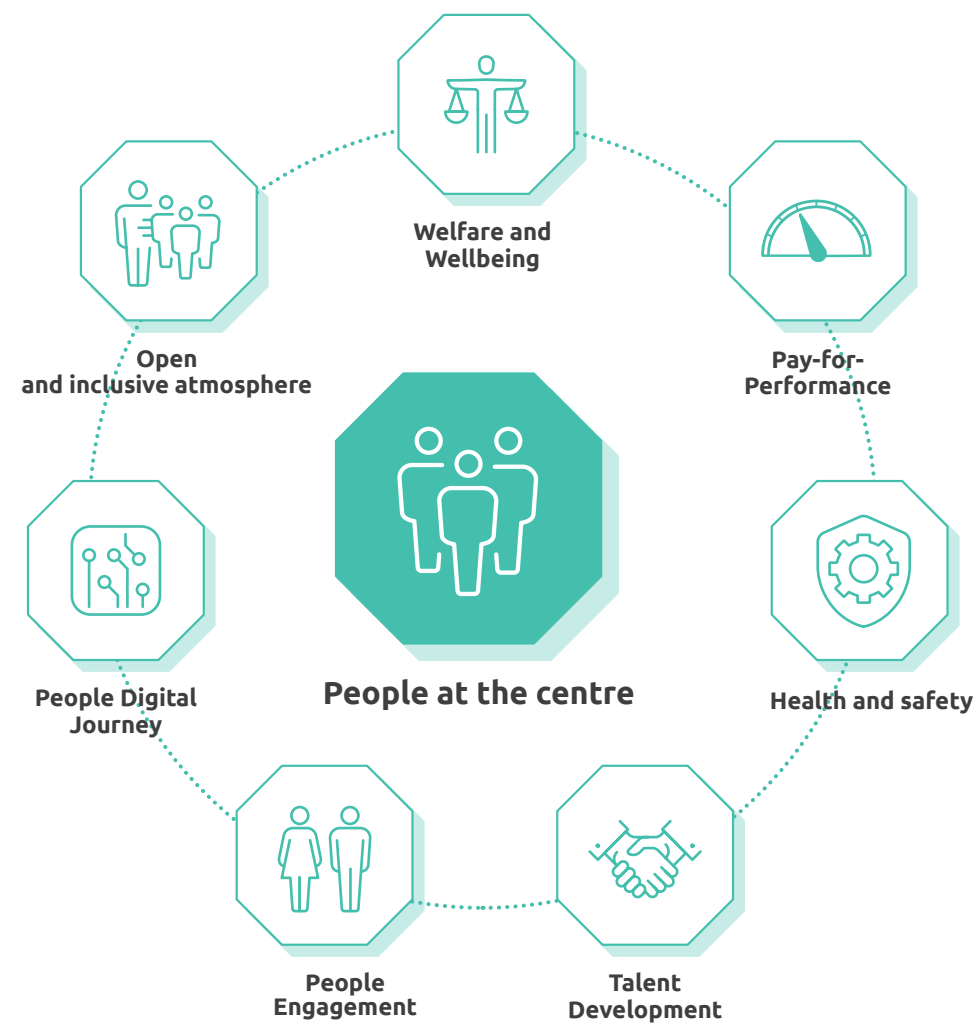 Welfare and
Wellbeing
Open
and inclusive atmosphere
Pay-for-
Performance
People at the centre
People Digital
Journey
Health and safety
People
Engagement
Talent
Development